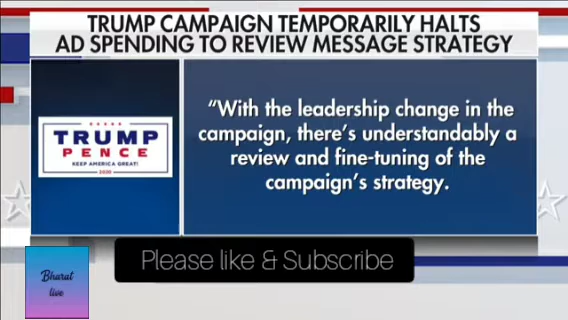 TRUMP CAMPAIGN TEMPORARILY HALTS
AD SPENDING TO REVIEW MESSAGE STRATEGY
TRUMP
PENCE
KEEP AMERICA GREAT!
2020
"With the leadership change in the
campaign, there's understandably a
review and fine-tuning of the
campaign's strategy.
Please like & Subscribe
Bharat
live